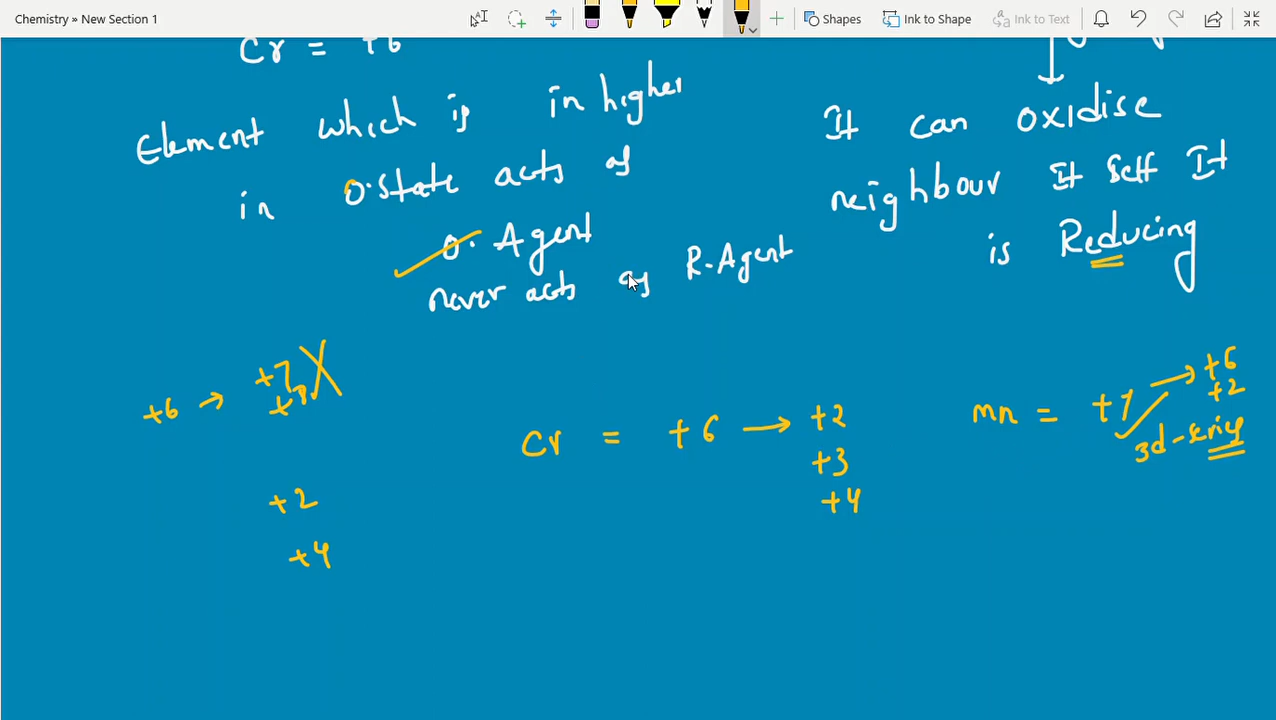 Chemistry » New Section 1
Shapes
Ink to Shape
Ink to Text
Cr = +6
Element which is in higher
in O.State acts as
O. Agent
never acts as R-Agent
It can oxidise
neighbour It Self It
is Reducing
+6 → +7
+8
+2
+4
Cr = +6 → +2
+3
+4
mn = +7 → +6
+2
3d-series